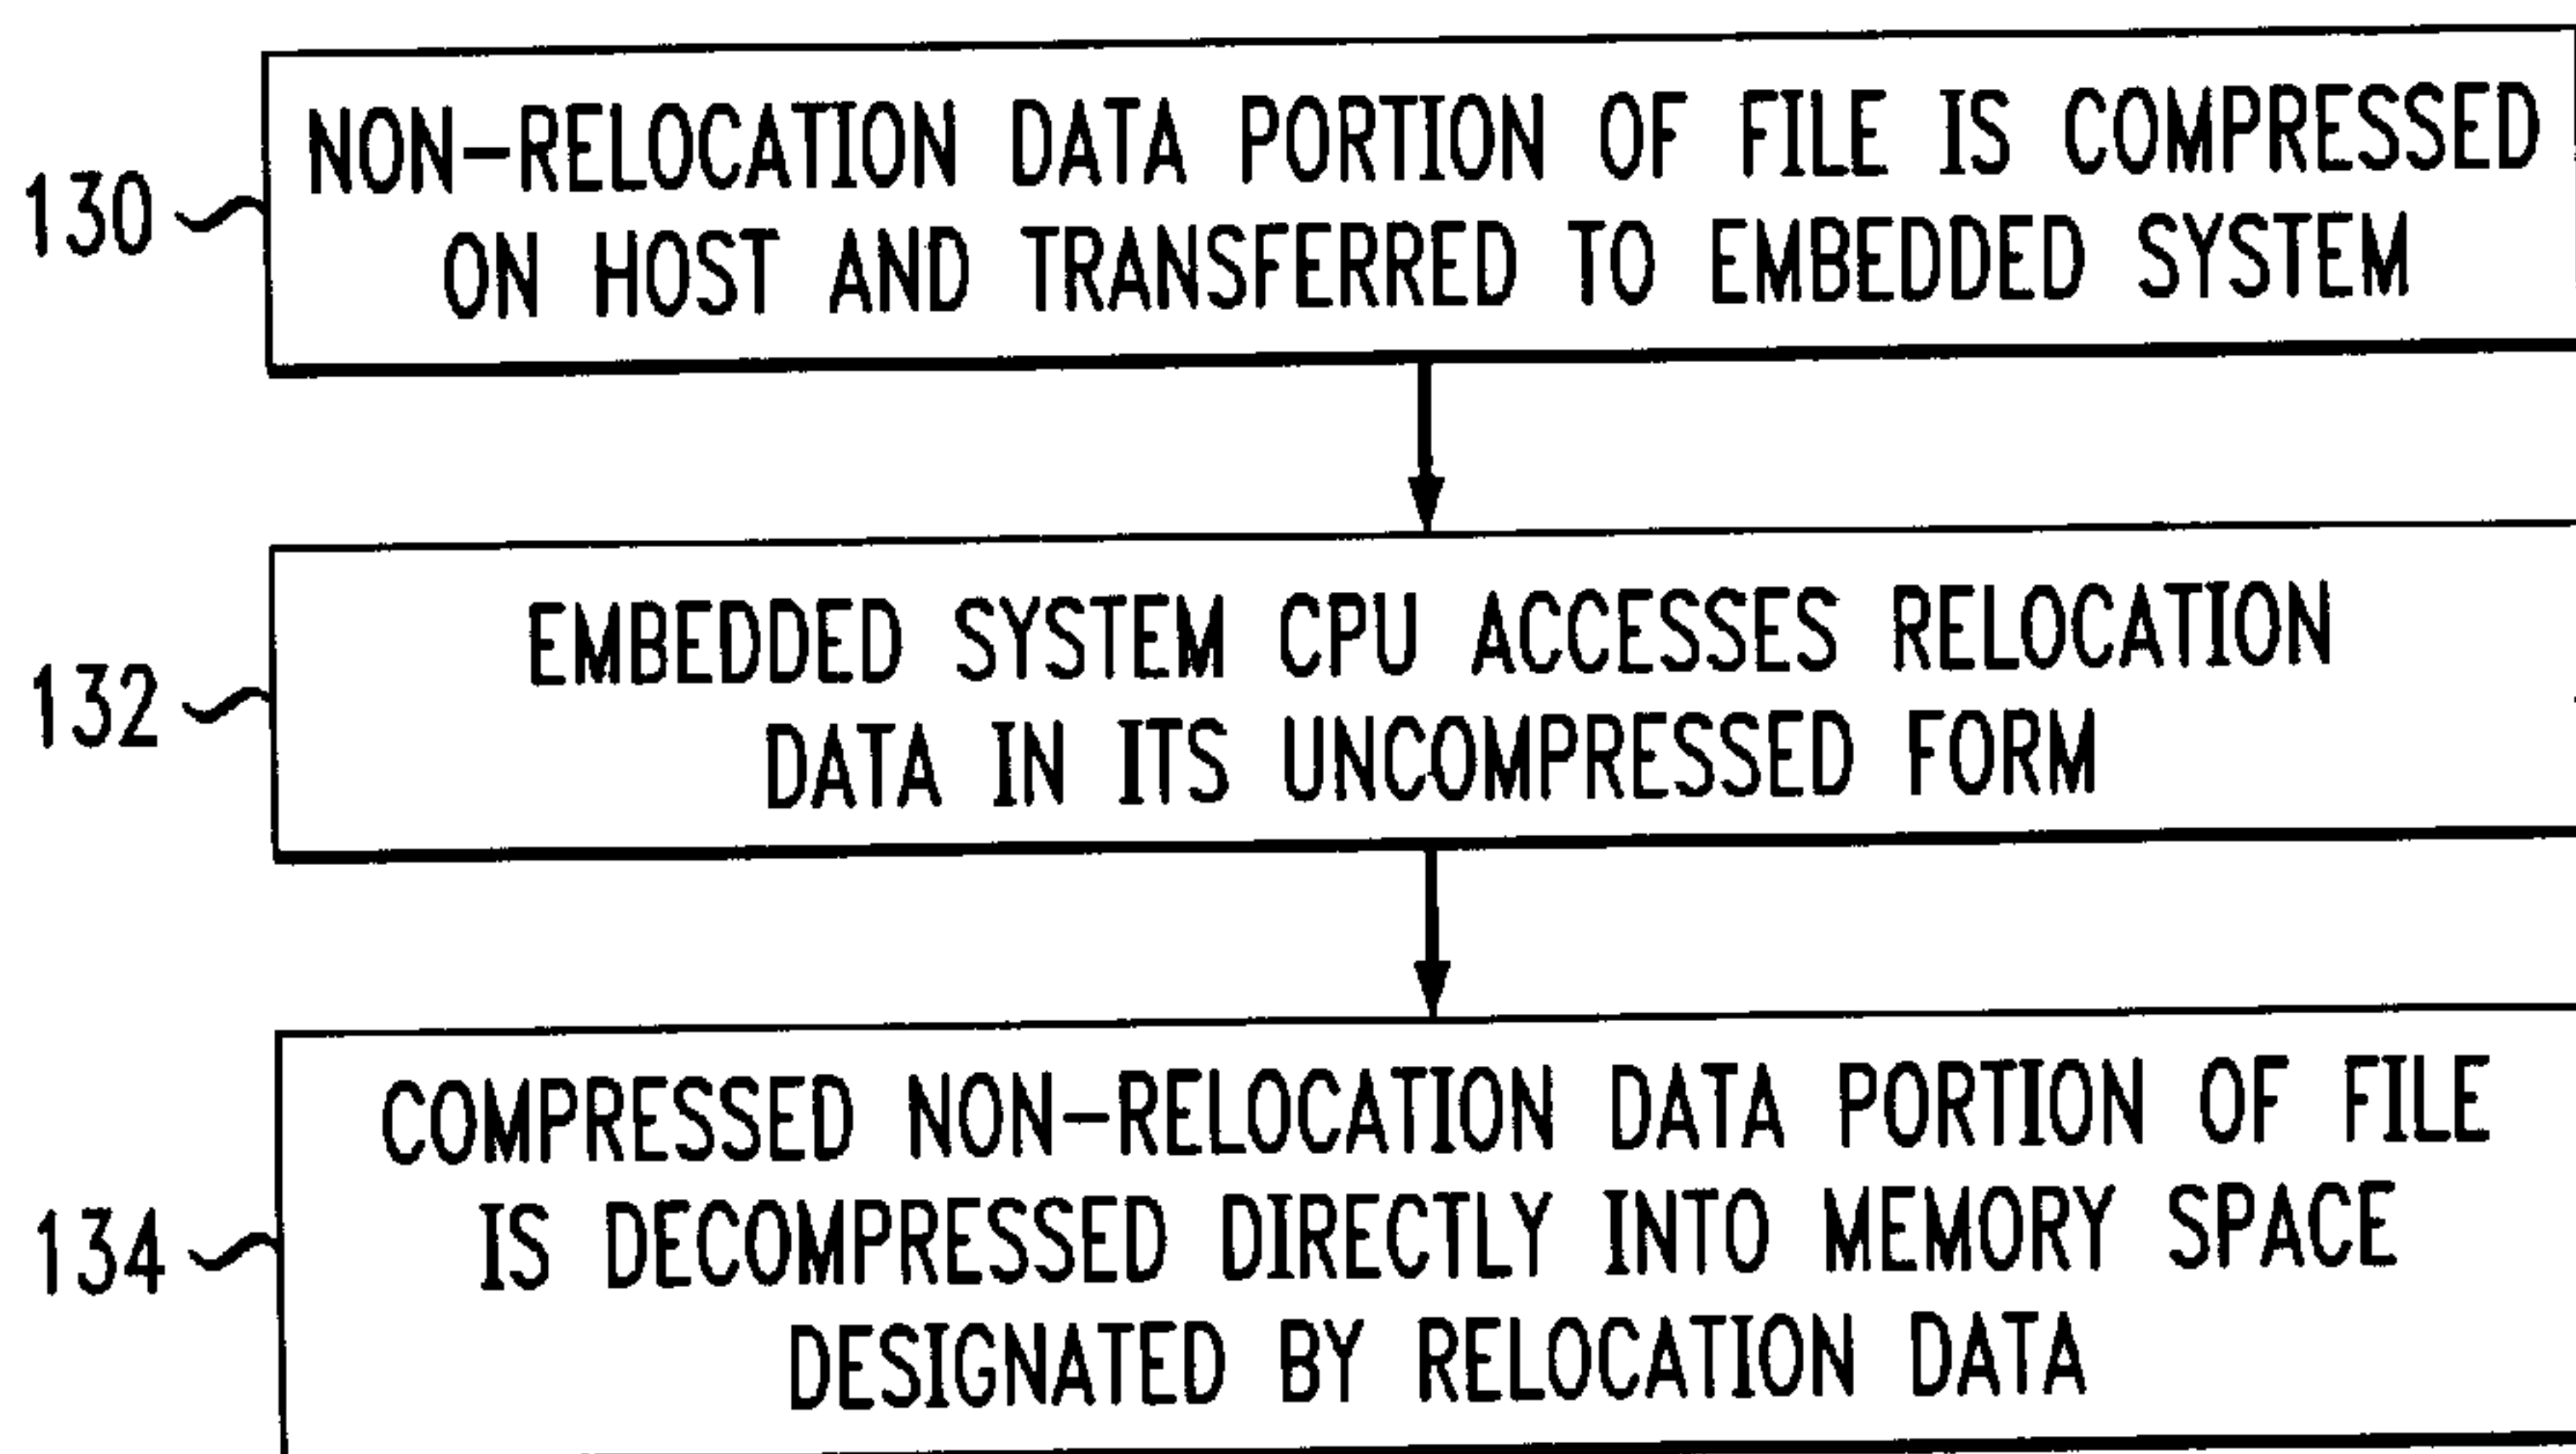 130
NON-RELOCATION DATA PORTION OF FILE IS COMPRESSED
ON HOST AND TRANSFERRED TO EMBEDDED SYSTEM
132
EMBEDDED SYSTEM CPU ACCESSES RELOCATION
DATA IN ITS UNCOMPRESSED FORM
134
COMPRESSED NON-RELOCATION DATA PORTION OF FILE
IS DECOMPRESSED DIRECTLY INTO MEMORY SPACE
DESIGNATED BY RELOCATION DATA